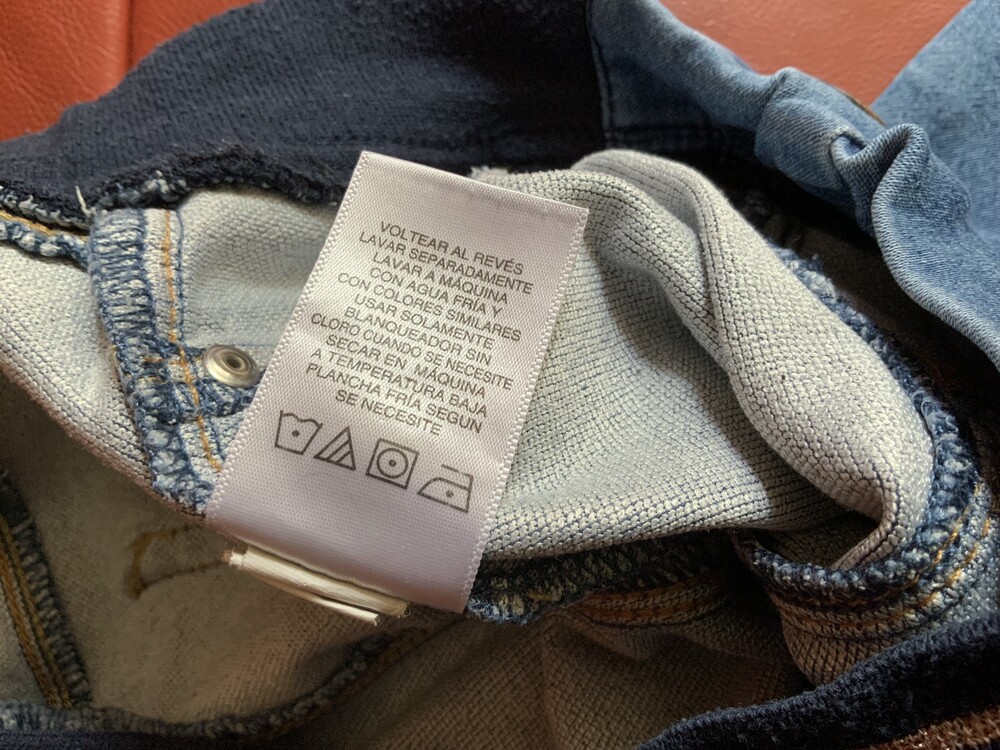 VOLTEAR AL REVÉS
LAVAR SEPARADAMENTE
LAVAR A MÁQUINA
CON AGUA FRÍA Y
CON COLORES SIMILARES
USAR SOLAMENTE
BLANQUEADOR SIN
CLORO CUANDO SE NECESITE
SECAR EN MÁQUINA
A TEMPERATURA BAJA
PLANCHA FRÍA SEGUN
SE NECESITE